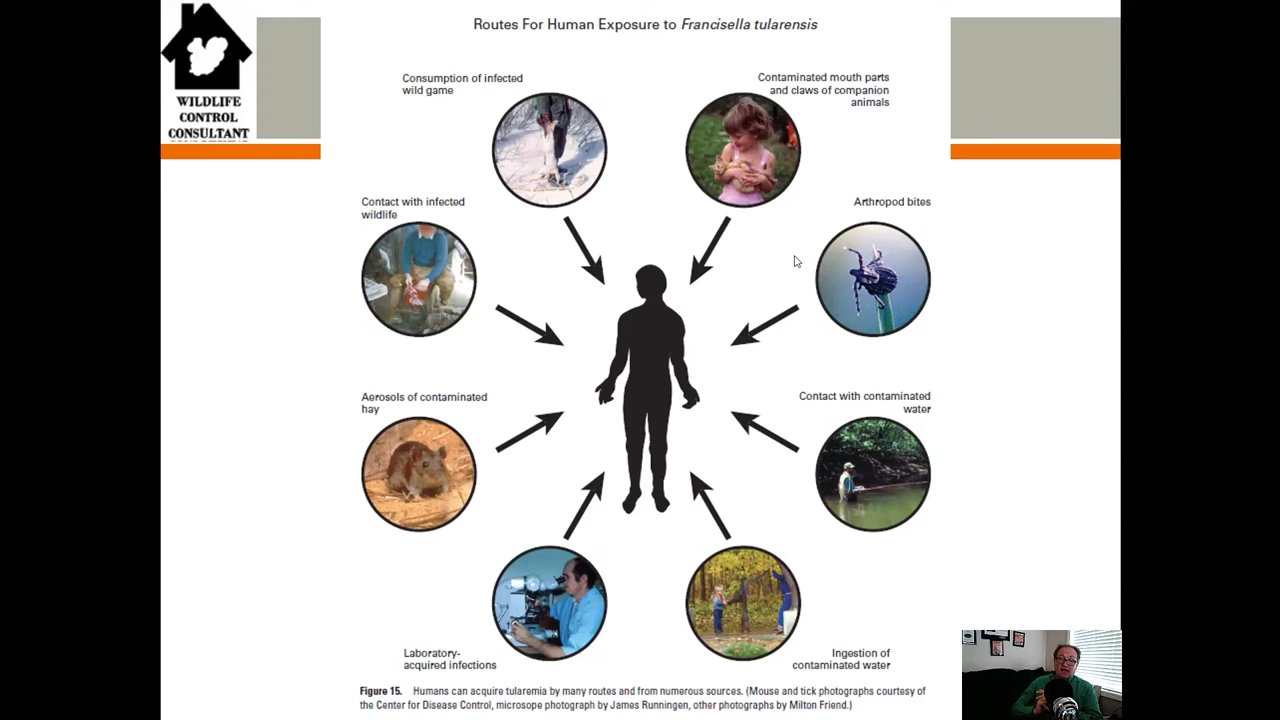 WILDLIFE
CONTROL
CONSULTANT
Routes For Human Exposure to Francisella tularensis
Consumption of infected
wild game
Contaminated mouth parts
and claws of companion
animals
Contact with infected
wildlife
Arthropod bites
Aerosols of contaminated
hay
Contact with contaminated
water
Laboratory-
acquired infections
Ingestion of
contaminated water
Figure 15. Humans can acquire tularemia by many routes and from numerous sources. (Mouse and tick photographs courtesy of
the Center for Disease Control, microsope photograph by James Runningen, other photographs by Milton Friend.)